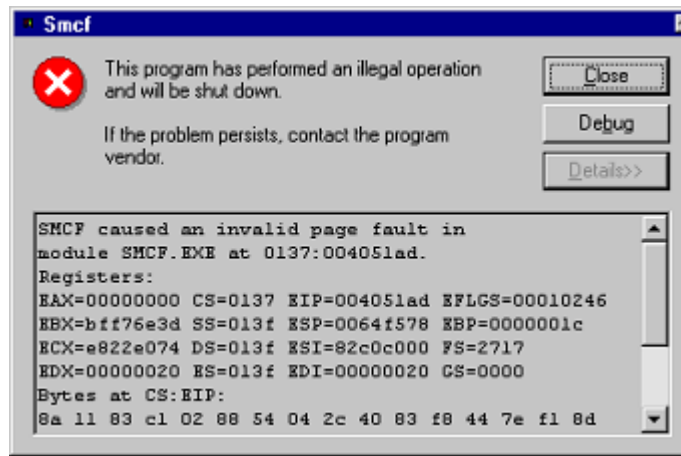 Smcf
This program has performed an illegal operation
and will be shut down.
If the problem persists, contact the program
vendor.
Close
Debug
Details>>
SMCF caused an invalid page fault in
module SMCF.EXE at 0137:004051ad.
Registers:
EAX=00000000 CS=0137 EIP=004051ad EFLGS=00010246
EBX=bff76e3d SS=013f ESP=0064f578 EBP=0000001c
ECX=e822e074 DS=013f ESI=82c0c000 FS=2717
EDX=00000020 ES=013f EDI=00000020 GS=0000
Bytes at CS:EIP:
8a 11 83 c1 02 88 54 04 2c 40 83 f8 44 7e f1 8d